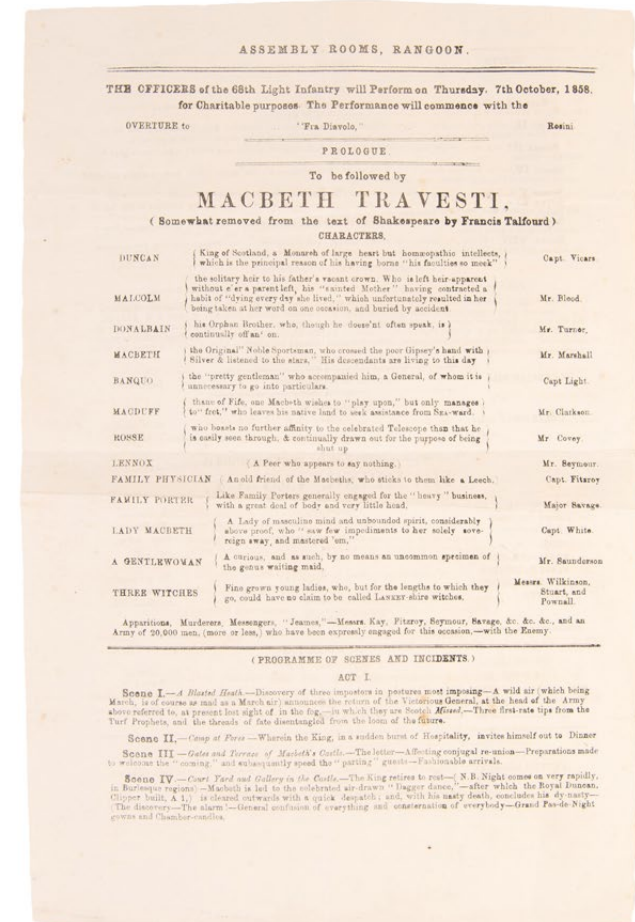 ASSEMBLY ROOMS, RANGOON.
THE OFFICERS of the 68th Light Infantry will Perform on Thursday. 7th October, 1858.
for Charitable purposes. The Performance will commence with the
OVERTURE to "Fra Diavolo," Rosini.
PROLOGUE.
To be followed by
MACBETH TRAVESTI,
( Somewhat removed from the text of Shakespeare by Francis Talfourd )
CHARACTERS,
DUNCAN { King of Scotland, a Monarch of large heart but homœopathic intellects, which is the principal reason of his having borne "his faculties so meek" } Capt. Vicars.
MALCOLM { the solitary heir to his father's vacant crown. Who is left heir-apparent without e'er a parent left, his "sainted Mother" having contracted a habit of "dying every day she lived," which unfortunately resulted in her being taken at her word on one occasion, and buried by accident. } Mr. Blood.
DONALBAIN { his Orphan Brother, who, though he does'nt often speak, is continually off an' on. } Mr. Turner.
MACBETH { the Original" Noble Sportsman, who crossed the poor Gipsey's hand with Silver & listened to the stars," His descendants are living to this day } Mr. Marshall
BANQUO. { the "pretty gentleman" who accompanied him, a General, of whom it is unnecessary to go into particulars. } Capt Light.
MACDUFF { thane of Fife, one Macbeth wishes to "play upon," but only manages to "fret," who leaves his native land to seek assistance from SEA-ward. } Mr. Clarkson.
ROSSE { who boasts no further affinity to the celebrated Telescope than that he is easily seen through, & continually drawn out for the purpose of being shut up } Mr Covey.
LENNOX ( A Peer who appears to say nothing. ) Mr. Seymour.
FAMILY PHYSICIAN ( An old friend of the Macbeths, who sticks to them like a Leech. Capt. Fitzroy
FAMILY PORTER { Like Family Porters generally engaged for the "heavy" business, with a great deal of body and very little head, } Major Savage.
LADY MACBETH { A Lady of masculine mind and unbounded spirit, considerably above proof, who "saw few impediments to her solely sovereign sway, and mastered 'em," } Capt. White.
A GENTLEWOMAN { A curious, and as such, by no means an uncommon specimen of the genus waiting maid, } Mr. Saunderson
THREE WITCHES { Fine grown young ladies, who, but for the lengths to which they go, could have no claim to be called LANKEY-shire witches, } Messrs. Wilkinson, Stuart, and Pownall.
Apparitions, Murderers, Messengers, "Jeames,"—Messrs. Kay, Fitzroy, Seymour, Savage, &c. &c. &c., and an
Army of 20,000 men, (more or less,) who have been expressly engaged for this occasion,—with the Enemy.
( PROGRAMME OF SCENES AND INCIDENTS. )
ACT I.
Scene I.—A Blasted Heath.—Discovery of three imposters in postures most imposing—A wild air (which being
March, is of course as mad as a March air) announces the return of the Victorious General, at the head of the Army
above referred to, at present lost sight of in the fog,—in which they are Scotch Missed.—Three first-rate tips from the
Turf Prophets, and the threads of fate disentangled from the loom of the future.
Scene II,—Camp at Fores—Wherein the King, in a sudden burst of Hospitality, invites himself out to Dinner
Scene III—Gates and Terrace of Macbeth's Castle.—The letter—Affecting conjugal re-union—Preparations made
to welcome the "coming," and subsequently speed the "parting" guests—Fashionable arrivals.
Scene IV.—Court Yard and Gallery in the Castle.—The King retires to rest—( N.B. Night comes on very rapidly,
in Burlesque regions)—Macbeth is led to the celebrated air-drawn "Dagger dance,"—after which the Royal Duncan,
Clipper built, A 1,) is cleared outwards with a quick despatch; and, with his nasty death, concludes his dy-nasty—
(The discovery—The alarm!—General confusion of everything and consternation of everybody—Grand Pas-de-Night
gowns and Chamber-candles.